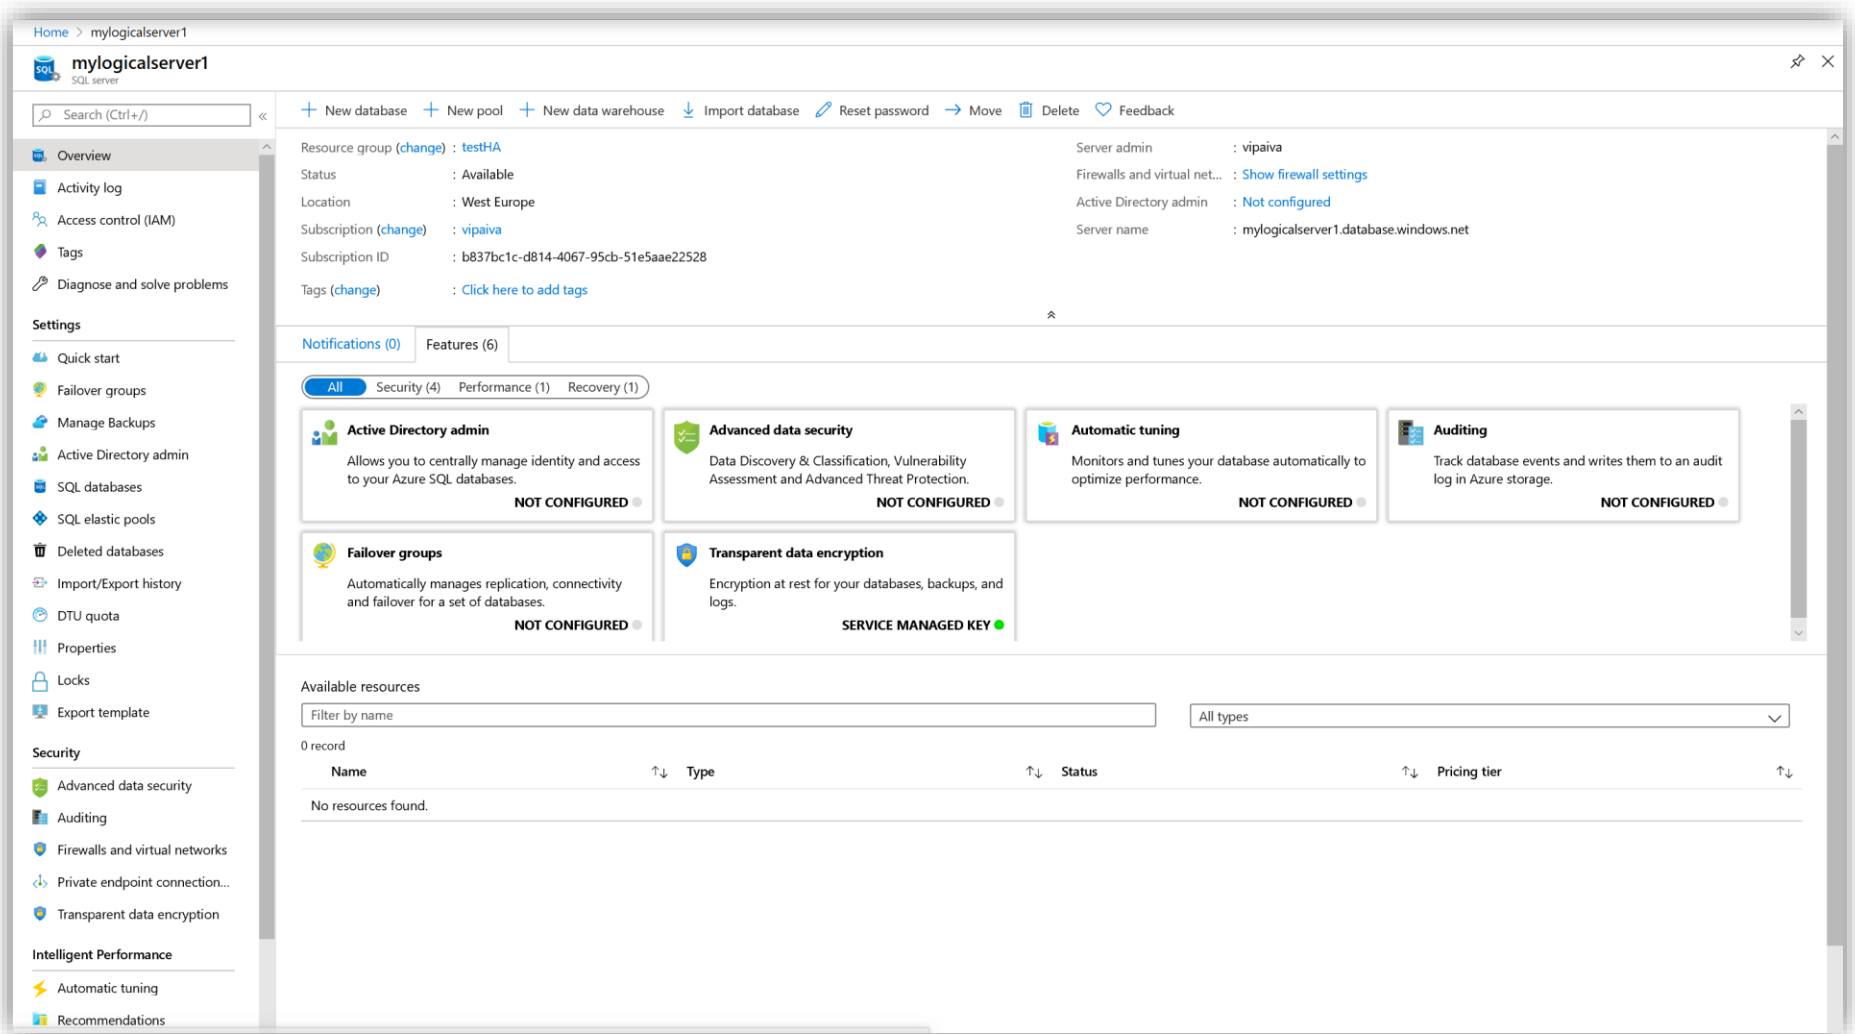 Home > mylogicalserver1
mylogicalserver1
SQL server
Search (Ctrl+/)
«
Overview
Activity log
Access control (IAM)
Tags
Diagnose and solve problems
Settings
Quick start
Failover groups
Manage Backups
Active Directory admin
SQL databases
SQL elastic pools
Deleted databases
Import/Export history
DTU quota
Properties
Locks
Export template
Security
Advanced data security
Auditing
Firewalls and virtual networks
Private endpoint connection...
Transparent data encryption
Intelligent Performance
Automatic tuning
Recommendations
New database New pool New data warehouse Import database Reset password Move Delete Feedback
Resource group (change) : testHA
Status : Available
Location : West Europe
Subscription (change) : vipaiva
Subscription ID : b837bc1c-d814-4067-95cb-51e5aae22528
Tags (change) : Click here to add tags
Server admin : vipaiva
Firewalls and virtual net... : Show firewall settings
Active Directory admin : Not configured
Server name : mylogicalserver1.database.windows.net
Notifications (0) Features (6)
All Security (4) Performance (1) Recovery (1)
Active Directory admin
Allows you to centrally manage identity and access
to your Azure SQL databases.
NOT CONFIGURED
Advanced data security
Data Discovery & Classification, Vulnerability
Assessment and Advanced Threat Protection.
NOT CONFIGURED
Automatic tuning
Monitors and tunes your database automatically to
optimize performance.
NOT CONFIGURED
Auditing
Track database events and writes them to an audit
log in Azure storage.
NOT CONFIGURED
Failover groups
Automatically manages replication, connectivity
and failover for a set of databases.
NOT CONFIGURED
Transparent data encryption
Encryption at rest for your databases, backups, and
logs.
SERVICE MANAGED KEY
Available resources
Filter by name
All types
0 record
Name Type Status Pricing tier
No resources found.